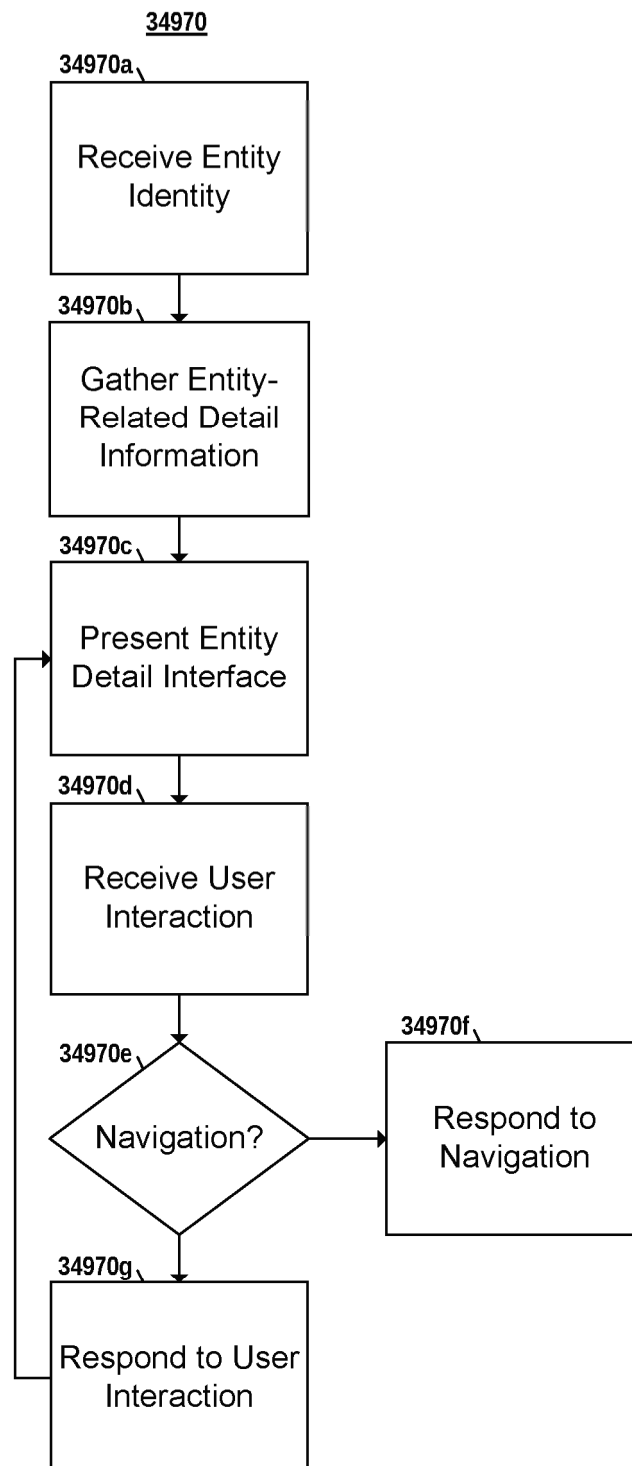 34970
34970a
Receive Entity
Identity
34970b
Gather Entity-
Related Detail
Information
34970c
Present Entity
Detail Interface
34970d
Receive User
Interaction
34970e
Navigation?
34970f
Respond to
Navigation
34970g
Respond to User
Interaction